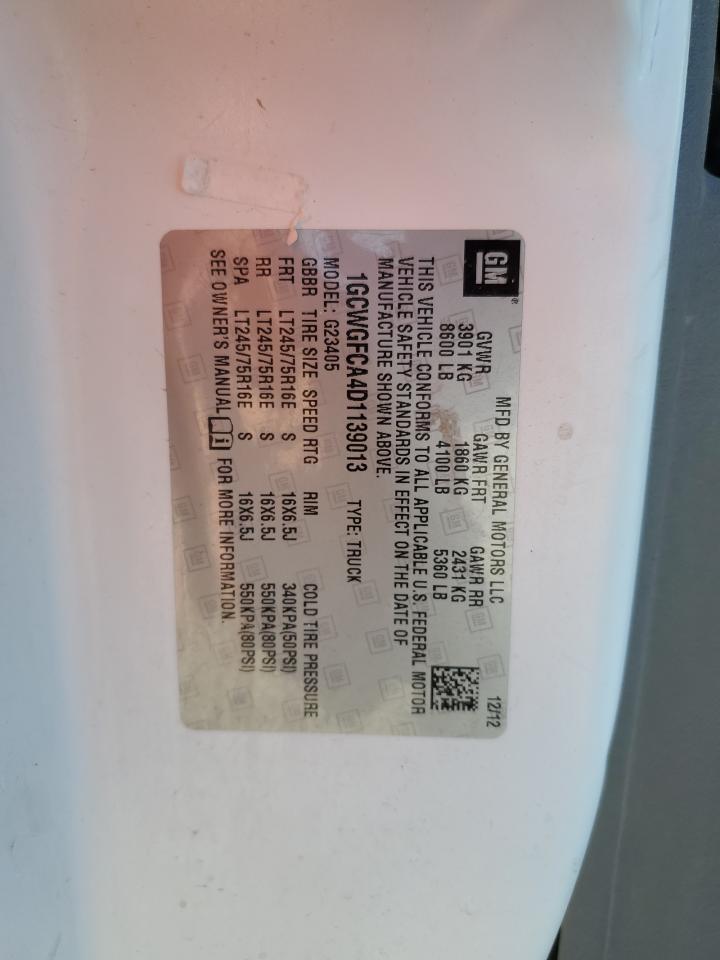 GM®
MFD BY GENERAL MOTORS LLC 12/12
GVWR GAWR FRT GAWR RR
3901 KG 1860 KG 2431 KG
8600 LB 4100 LB 5360 LB
THIS VEHICLE CONFORMS TO ALL APPLICABLE U.S. FEDERAL MOTOR
VEHICLE SAFETY STANDARDS IN EFFECT ON THE DATE OF
MANUFACTURE SHOWN ABOVE.
1GCWGFCA4D1139013 TYPE: TRUCK
MODEL: G23405
GBBR TIRE SIZE SPEED RTG RIM COLD TIRE PRESSURE
FRT LT245/75R16E S 16X6.5J 340KPA(50PSI)
RR LT245/75R16E S 16X6.5J 550KPA(80PSI)
SPA LT245/75R16E S 16X6.5J 550KPA(80PSI)
SEE OWNER'S MANUAL FOR MORE INFORMATION.